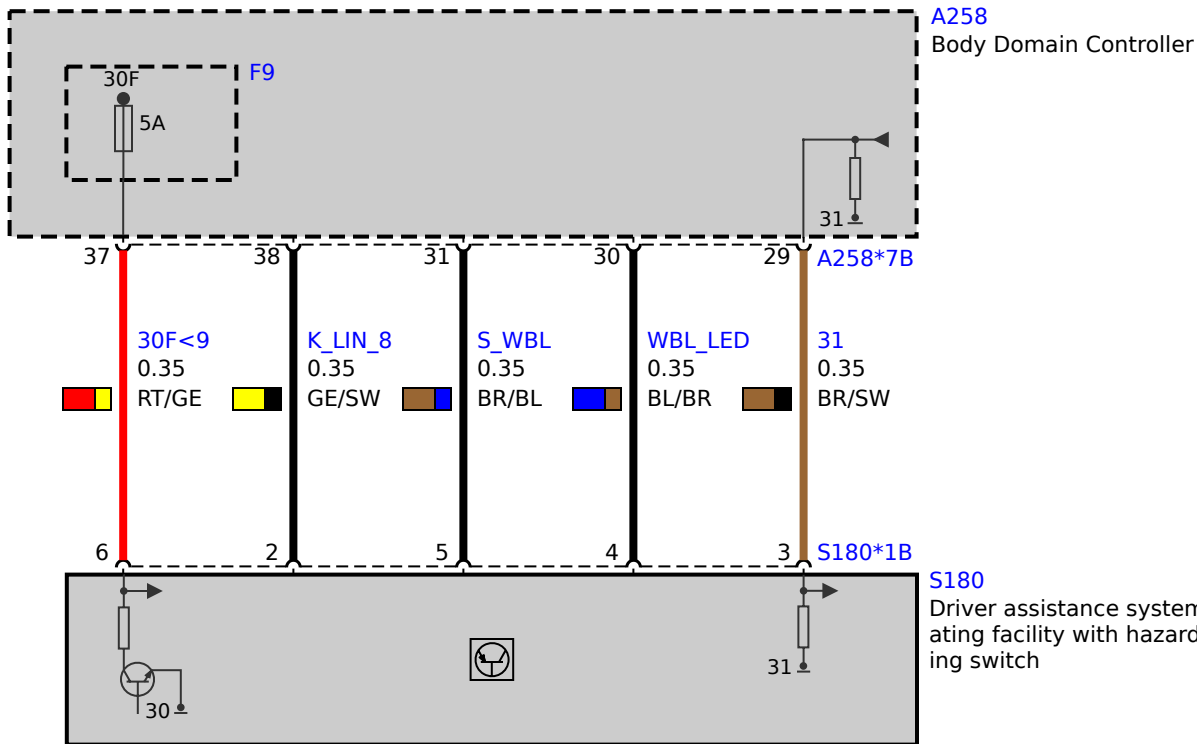 A258
Body Domain Controller
F9
30F
5A
31
37
38
31
30
29
A258*7B
30F<9
0.35
RT/GE
K_LIN_8
0.35
GE/SW
S_WBL
0.35
BR/BL
WBL_LED
0.35
BL/BR
31
0.35
BR/SW
6
2
5
4
3
S180*1B
S180
Driver assistance system
ating facility with hazard
ing switch
30
31